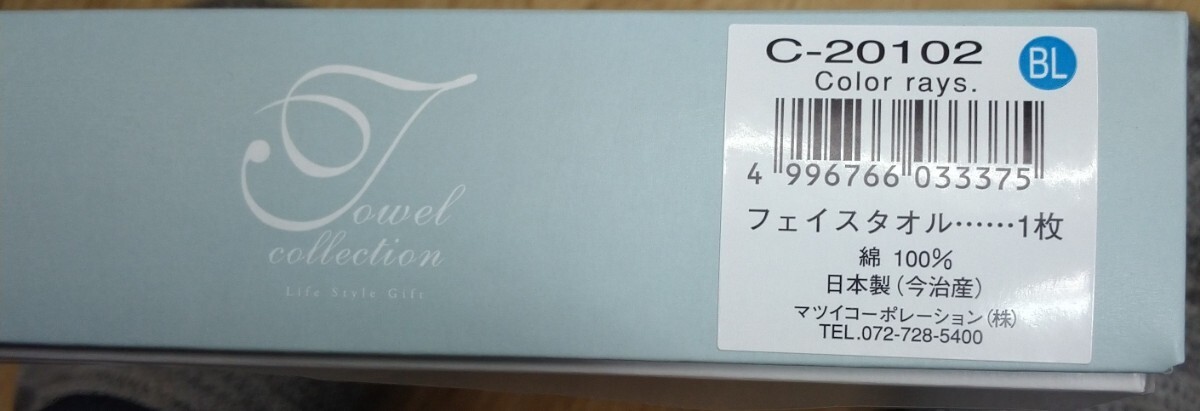 Towel
collection
Life Style Gift
C-20102
BL
Color rays.
4 996766 033375
フェイスタオル……1枚
綿 100%
日本製(今治産)
マツイコーポレーション(株)
TEL.072-728-5400